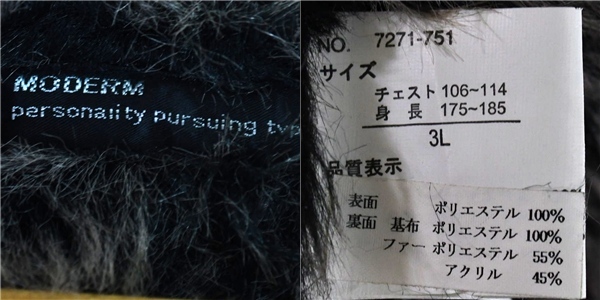 MODERM
parsonaiity pursuing typ
NO. 7271-751
サイズ
チェスト 106~114
身長 175~185
3L
品質表示
表面 ポリエステル 100%
裏面 基布 ポリエステル 100%
ファー ポリエステル 55%
アクリル 45%